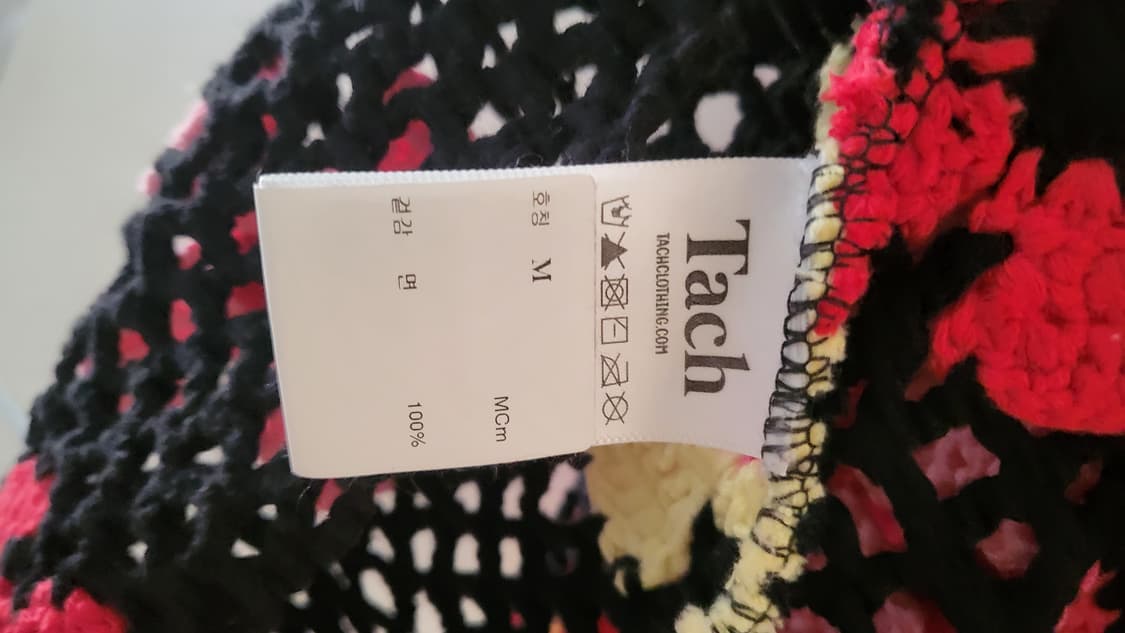 Tach
TACHCLOTHING.COM
호칭 M
MCm
겉감 면 100%